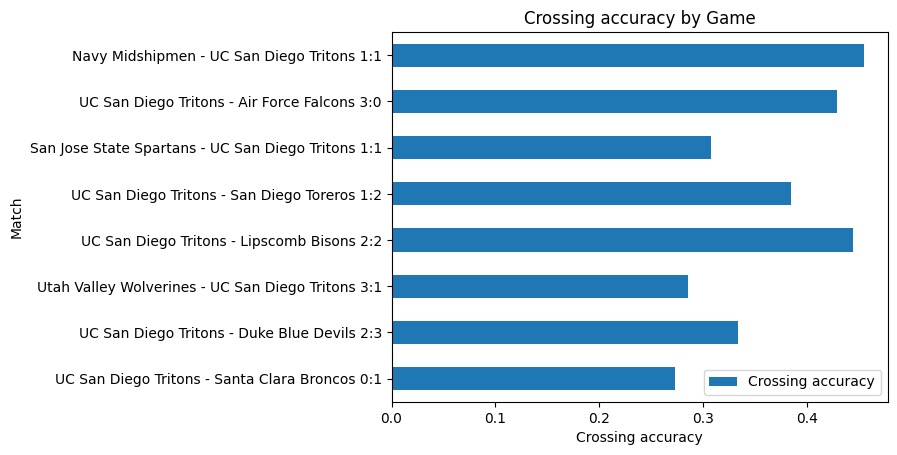 Crossing accuracy by Game
Match
Navy Midshipmen - UC San Diego Tritons 1:1
UC San Diego Tritons - Air Force Falcons 3:0
San Jose State Spartans - UC San Diego Tritons 1:1
UC San Diego Tritons - San Diego Toreros 1:2
UC San Diego Tritons - Lipscomb Bisons 2:2
Utah Valley Wolverines - UC San Diego Tritons 3:1
UC San Diego Tritons - Duke Blue Devils 2:3
UC San Diego Tritons - Santa Clara Broncos 0:1
Crossing accuracy
0.0 0.1 0.2 0.3 0.4
Crossing accuracy